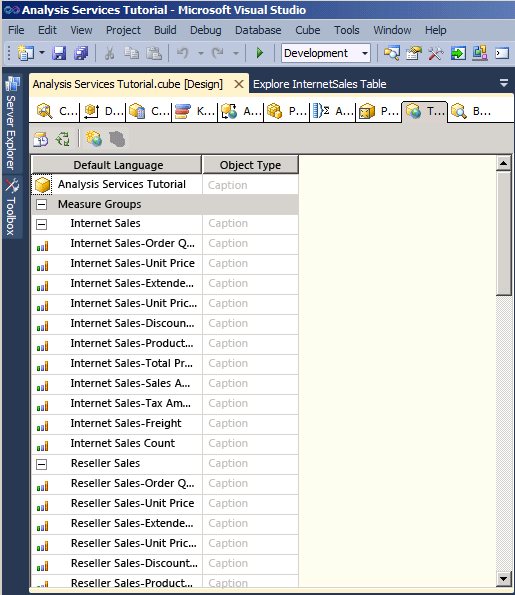 Analysis Services Tutorial - Microsoft Visual Studio
File Edit View Project Build Debug Database Cube Tools Window Help
Development
Analysis Services Tutorial.cube [Design] Explore InternetSales Table
C... D... C... K... A... P... A... P... T... B...
Server Explorer
Toolbox
Default Language Object Type
Analysis Services Tutorial Caption
Measure Groups
Internet Sales Caption
Internet Sales-Order Q... Caption
Internet Sales-Unit Price Caption
Internet Sales-Extende... Caption
Internet Sales-Unit Pric... Caption
Internet Sales-Discoun... Caption
Internet Sales-Product... Caption
Internet Sales-Total Pr... Caption
Internet Sales-Sales A... Caption
Internet Sales-Tax Am... Caption
Internet Sales-Freight Caption
Internet Sales Count Caption
Reseller Sales Caption
Reseller Sales-Order Q... Caption
Reseller Sales-Unit Price Caption
Reseller Sales-Extende... Caption
Reseller Sales-Unit Pric... Caption
Reseller Sales-Discount... Caption
Reseller Sales-Product... Caption